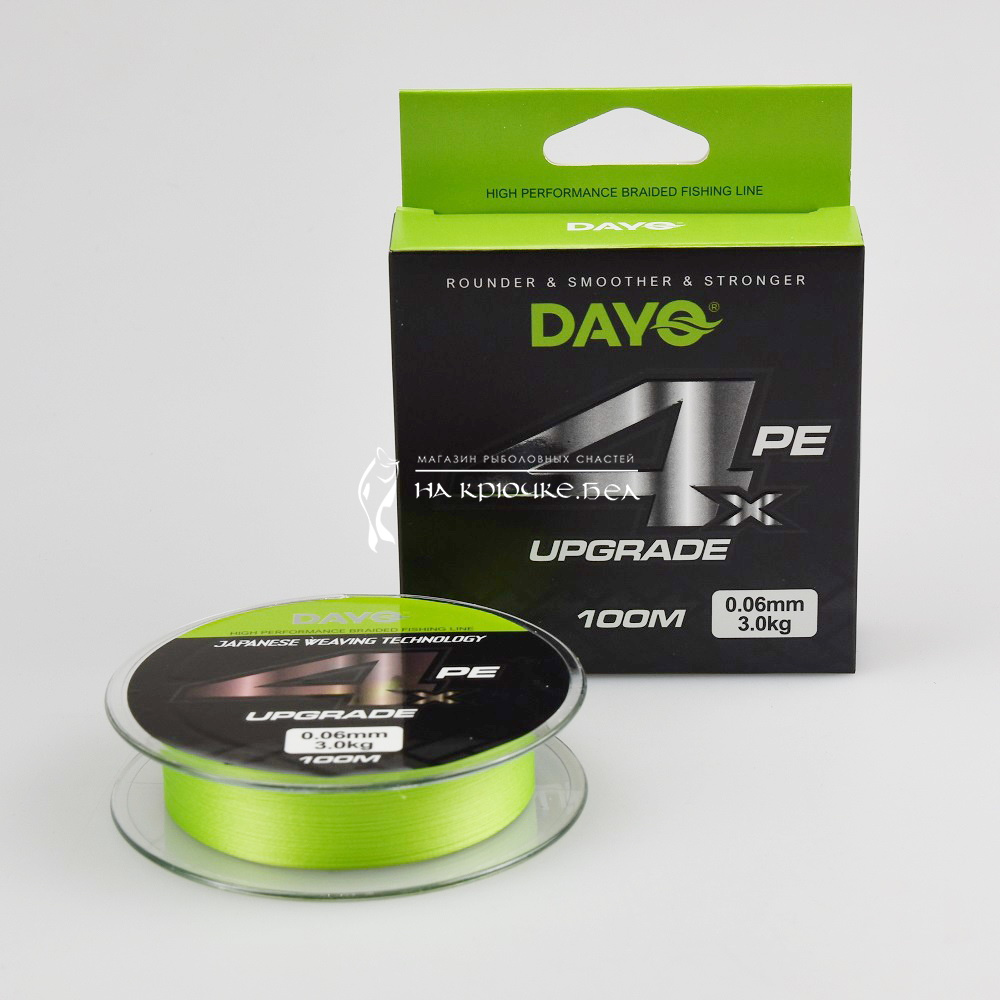 HIGH PERFORMANCE BRAIDED FISHING LINE
DAYO
ROUNDER & SMOOTHER & STRONGER
DAYO®
4X PE
МАГАЗИН РЫБОЛОВНЫХ СНАСТЕЙ
НА КРЮЧКЕ.БЕЛ
UPGRADE
100M
0.06mm
3.0kg
DAYO
HIGH PERFORMANCE BRAIDED FISHING LINE
JAPANESE WEAVING TECHNOLOGY
4X PE
UPGRADE
0.06mm
3.0kg
100M